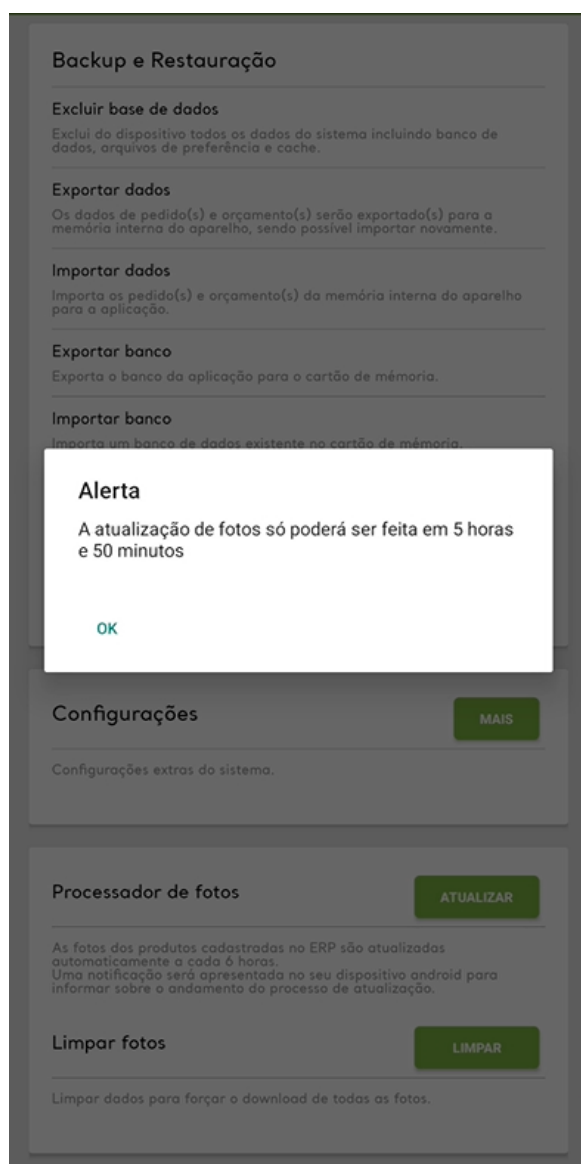 Backup e Restauração
Excluir base de dados
Exclui do dispositivo todos os dados do sistema incluindo banco de
dados, arquivos de preferência e cache.
Exportar dados
Os dados de pedido(s) e orçamento(s) serão exportado(s) para a
memória interna do aparelho, sendo possível importar novamente.
Importar dados
Importa os pedido(s) e orçamento(s) da memória interna do aparelho
para a aplicação.
Exportar banco
Exporta o banco da aplicação para o cartão de mémoria.
Importar banco
Importa um banco de dados existente no cartão de mémoria.
Alerta
A atualização de fotos só poderá ser feita em 5 horas
e 50 minutos
OK
Configurações
MAIS
Configurações extras do sistema.
Processador de fotos
ATUALIZAR
As fotos dos produtos cadastradas no ERP são atualizadas
automaticamente a cada 6 horas.
Uma notificação será apresentada no seu dispositivo android para
informar sobre o andamento do processo de atualização.
Limpar fotos
LIMPAR
Limpar dados para forçar o download de todas as fotos.